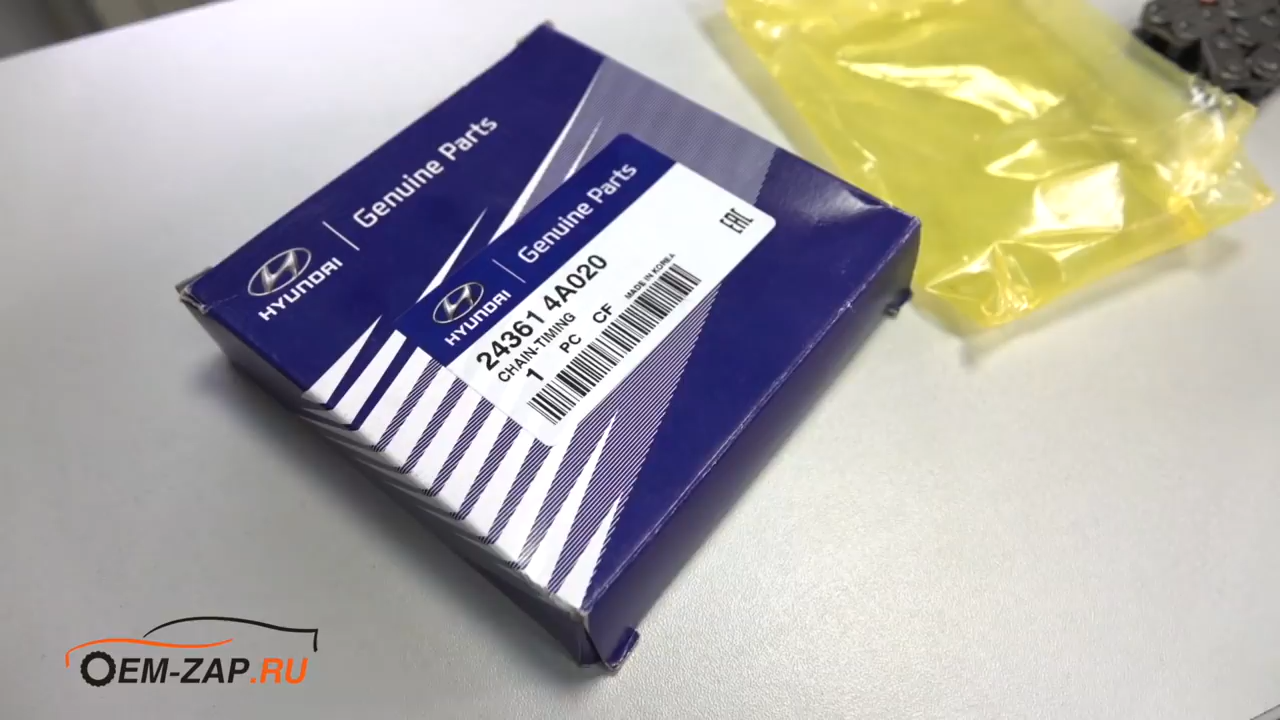 HYUNDAI
Genuine Parts
HYUNDAI
Genuine Parts
EAC
24361 4A020
CHAIN-TIMING
MADE IN KOREA
1 PC CF
OEM-ZAP.RU